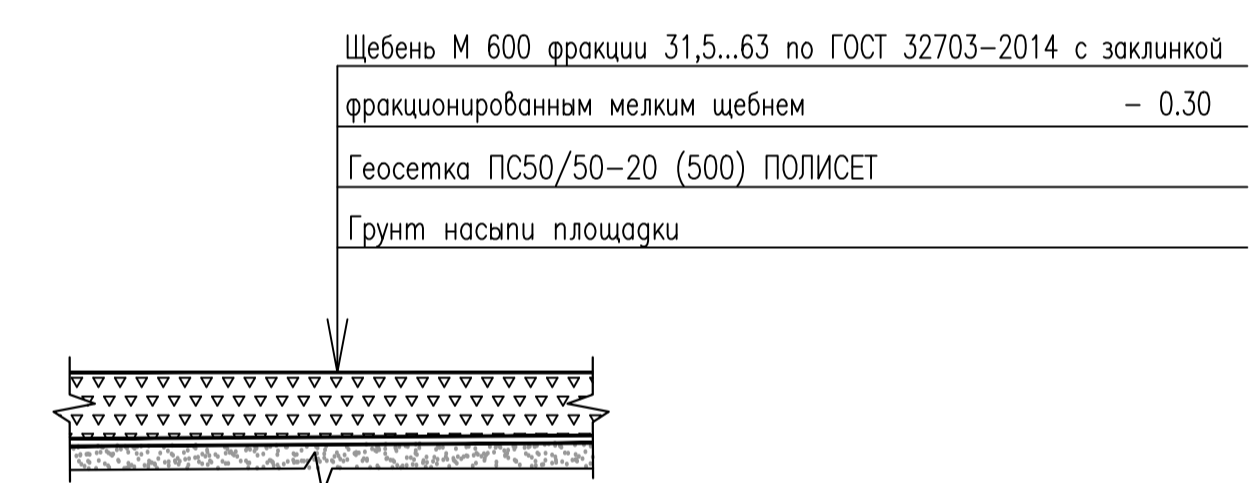 Щебень М 600 фракции 31,5...63 по ГОСТ 32703-2014 с заклинкой
фракционированным мелким щебнем - 0.30
Геосетка ПС50/50-20 (500) ПОЛИСЕТ
Грунт насыпи площадки